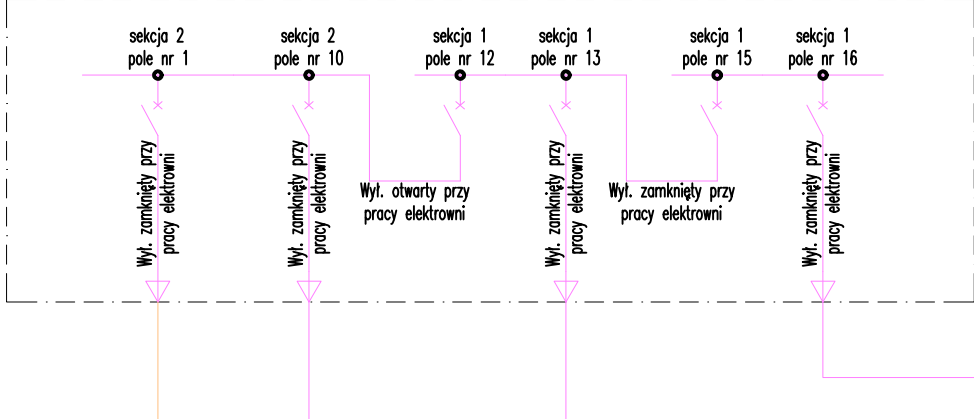 sekcja 2
pole nr 1
sekcja 2
pole nr 10
sekcja 1
pole nr 12
sekcja 1
pole nr 13
sekcja 1
pole nr 15
sekcja 1
pole nr 16
Wył. zamknięty przy
pracy elektrowni
Wył. zamknięty przy
pracy elektrowni
Wył. otwarty przy
pracy elektrowni
Wył. zamknięty przy
pracy elektrowni
Wył. zamknięty przy
pracy elektrowni
Wył. zamknięty przy
pracy elektrowni